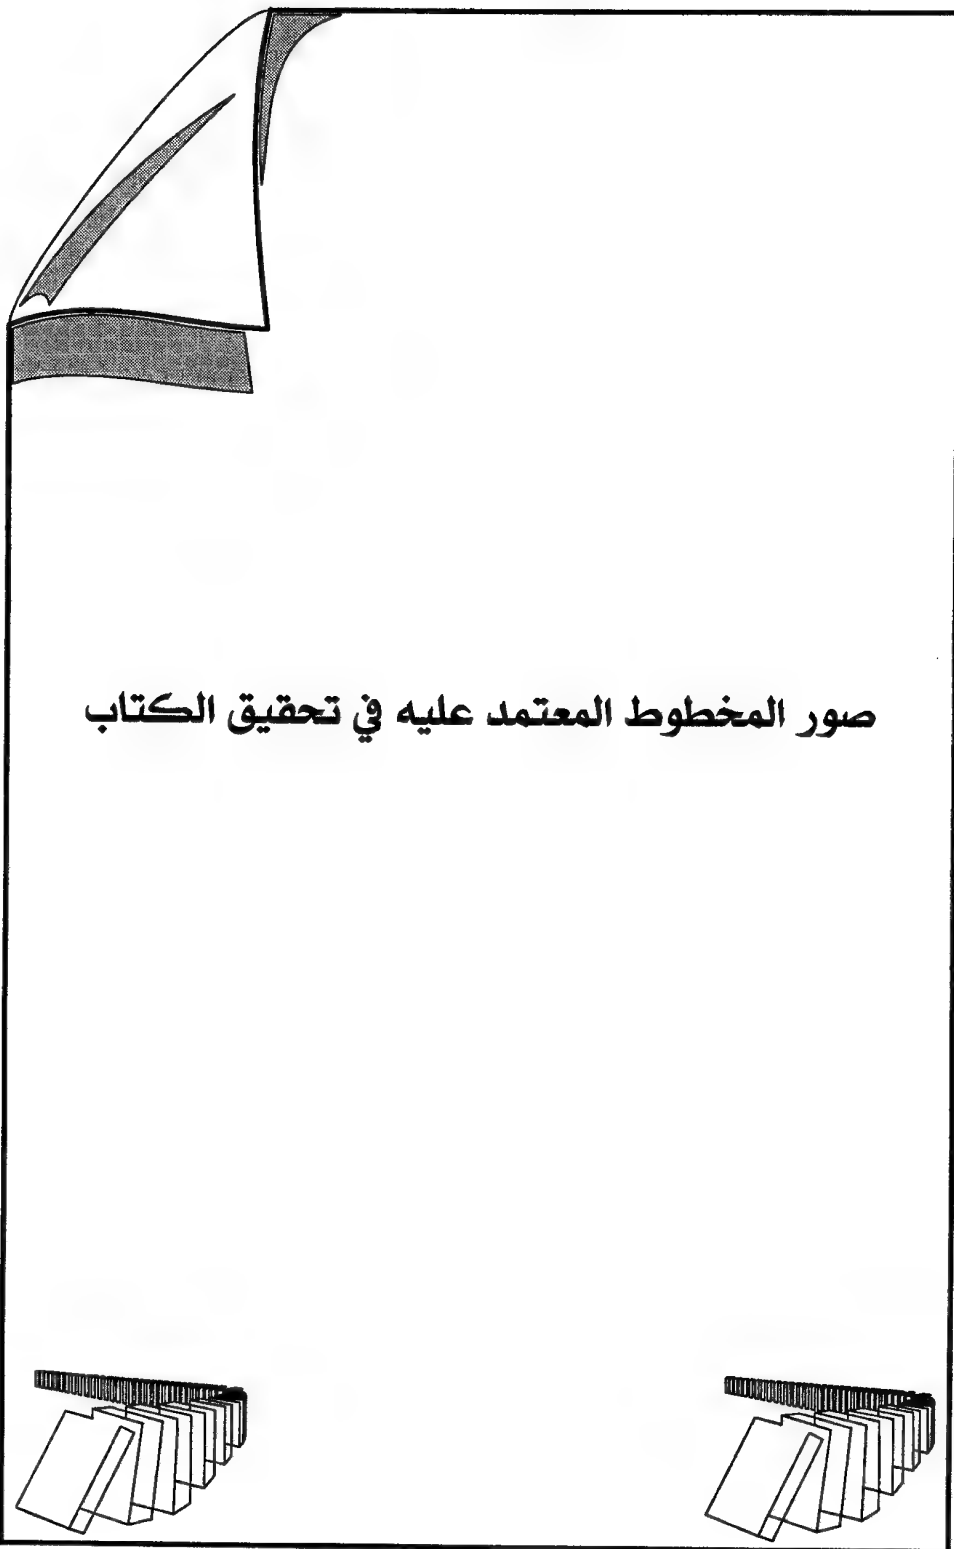 صور المخطوط المعتمد عليه في تحقيق الكتاب